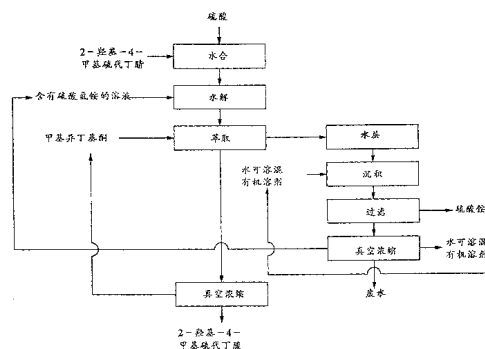 硫酸
2-羟基-4-
甲基硫代丁腈
水合
含有硫酸氢铵的溶液
水解
甲基异丁基酮
萃取
水层
水可溶混
有机溶剂
沉积
过滤
硫酸铵
真空浓缩
水可溶混
有机溶剂
真空浓缩
废水
2-羟基-4-
甲基硫代丁酸